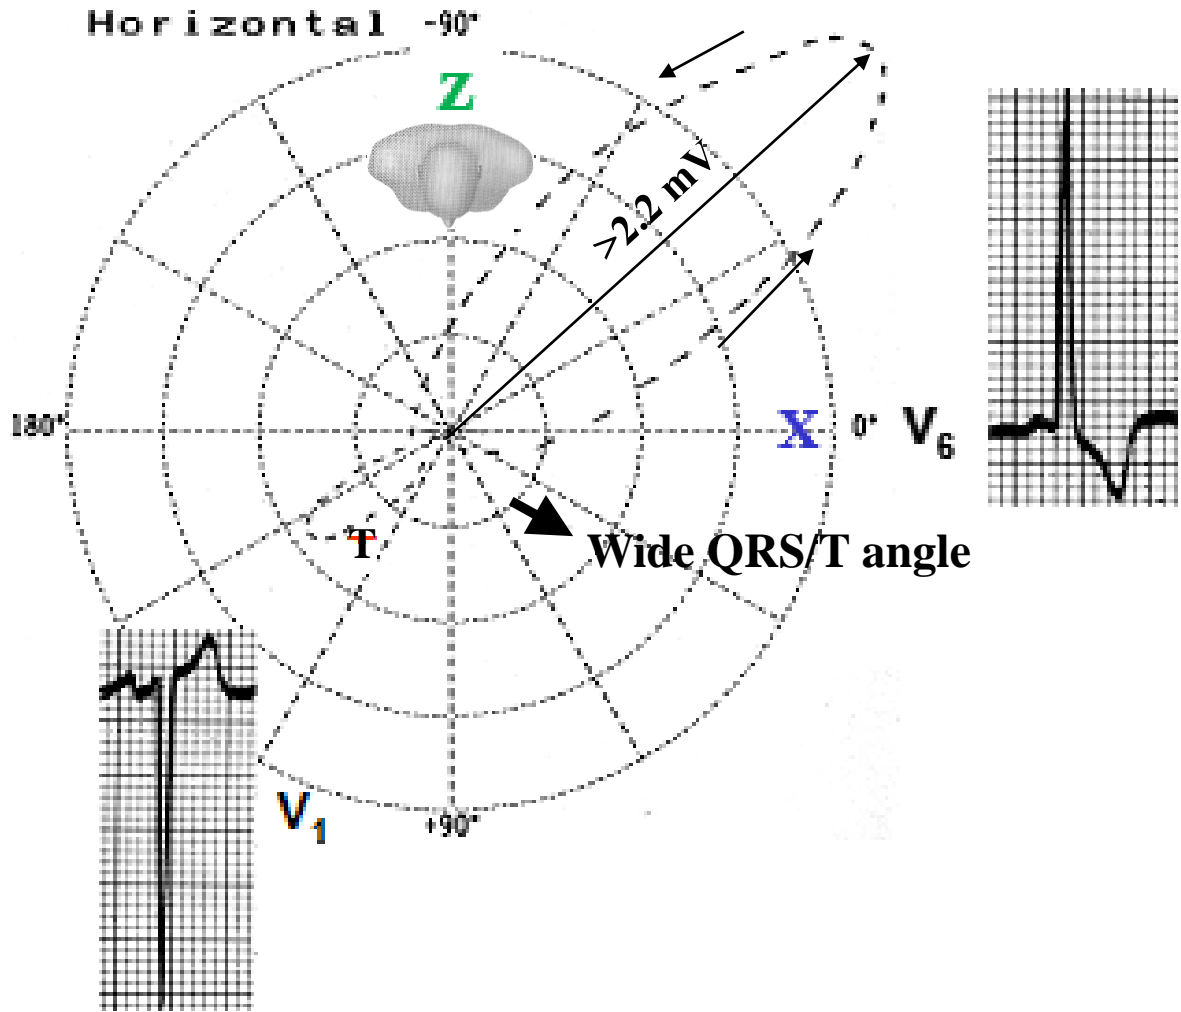 Horizontal
-90°
Z
>2.2 mV
180°
X
0°
V6
T
Wide QRS/T angle
V1
+90°